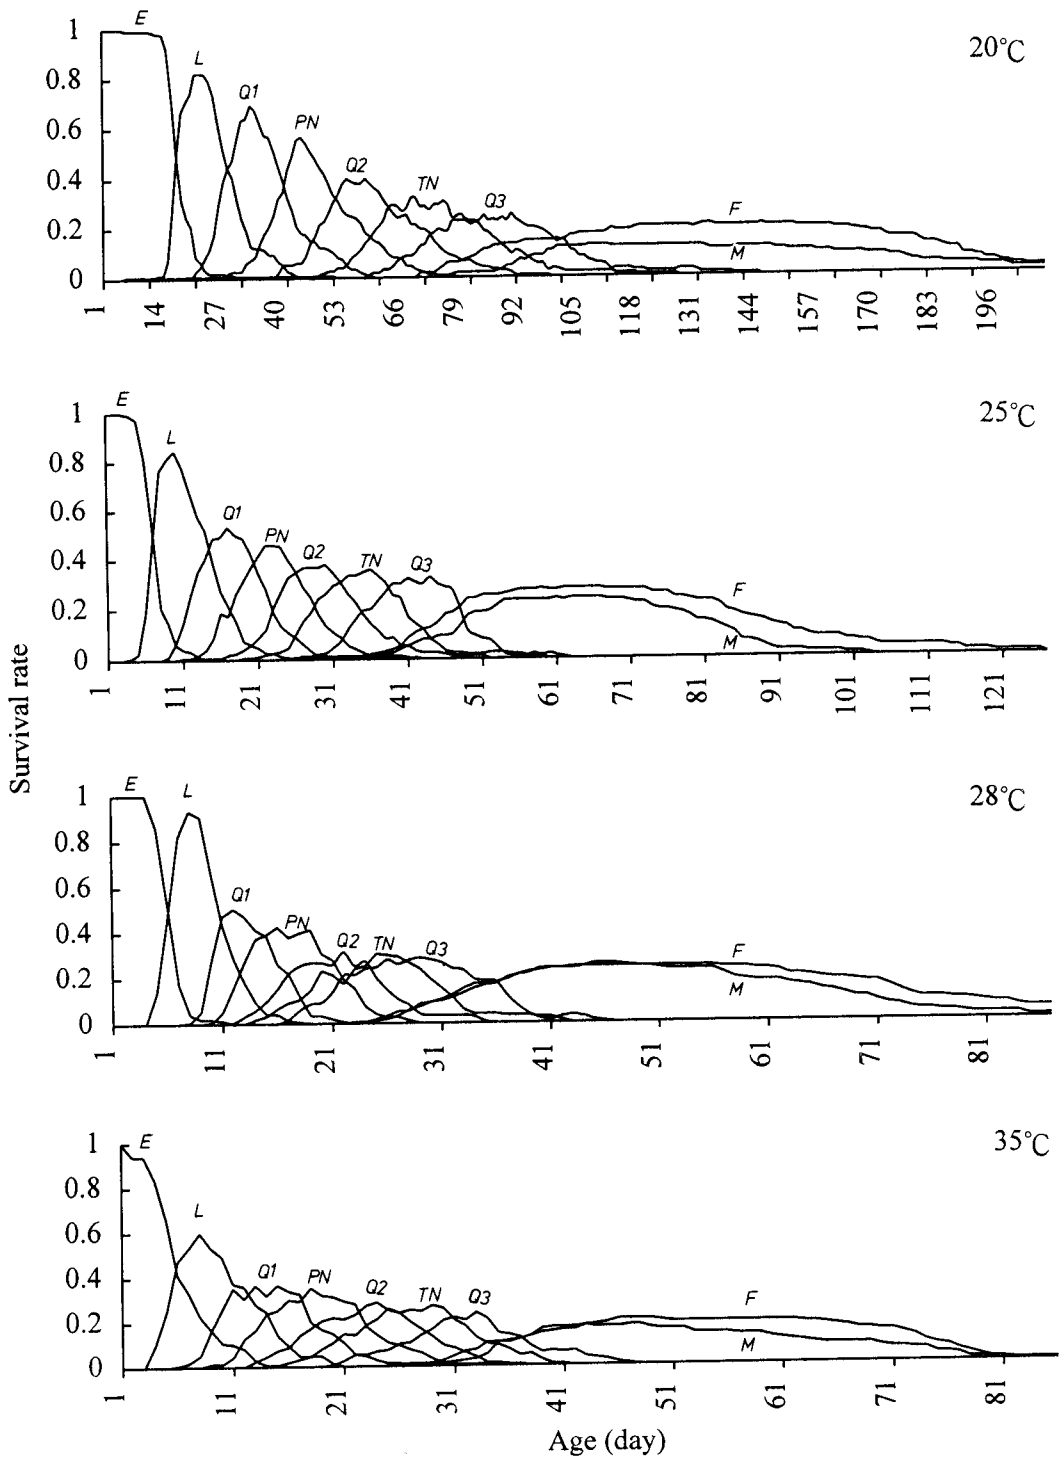 E
1
20°C
L
0.8
Q1
PN
0.6
Q2
0.4
TN
Q3
F
0.2
M
0
1 14 27 40 53 66 79 92 105 118 131 144 157 170 183 196
E
1
25°C
L
0.8
0.6
Q1
PN
Q2
TN
Q3
0.4
F
0.2
M
0
1 11 21 31 41 51 61 71 81 91 101 111 121
Survival rate
E
L
1
28°C
0.8
0.6
Q1
PN
0.4
Q2
TN
Q3
F
0.2
M
0
1 11 21 31 41 51 61 71 81
1
E
35°C
0.8
L
0.6
Q1
PN
0.4
Q2
TN
Q3
F
0.2
M
0
1 11 21 31 41 51 61 71 81
Age (day)